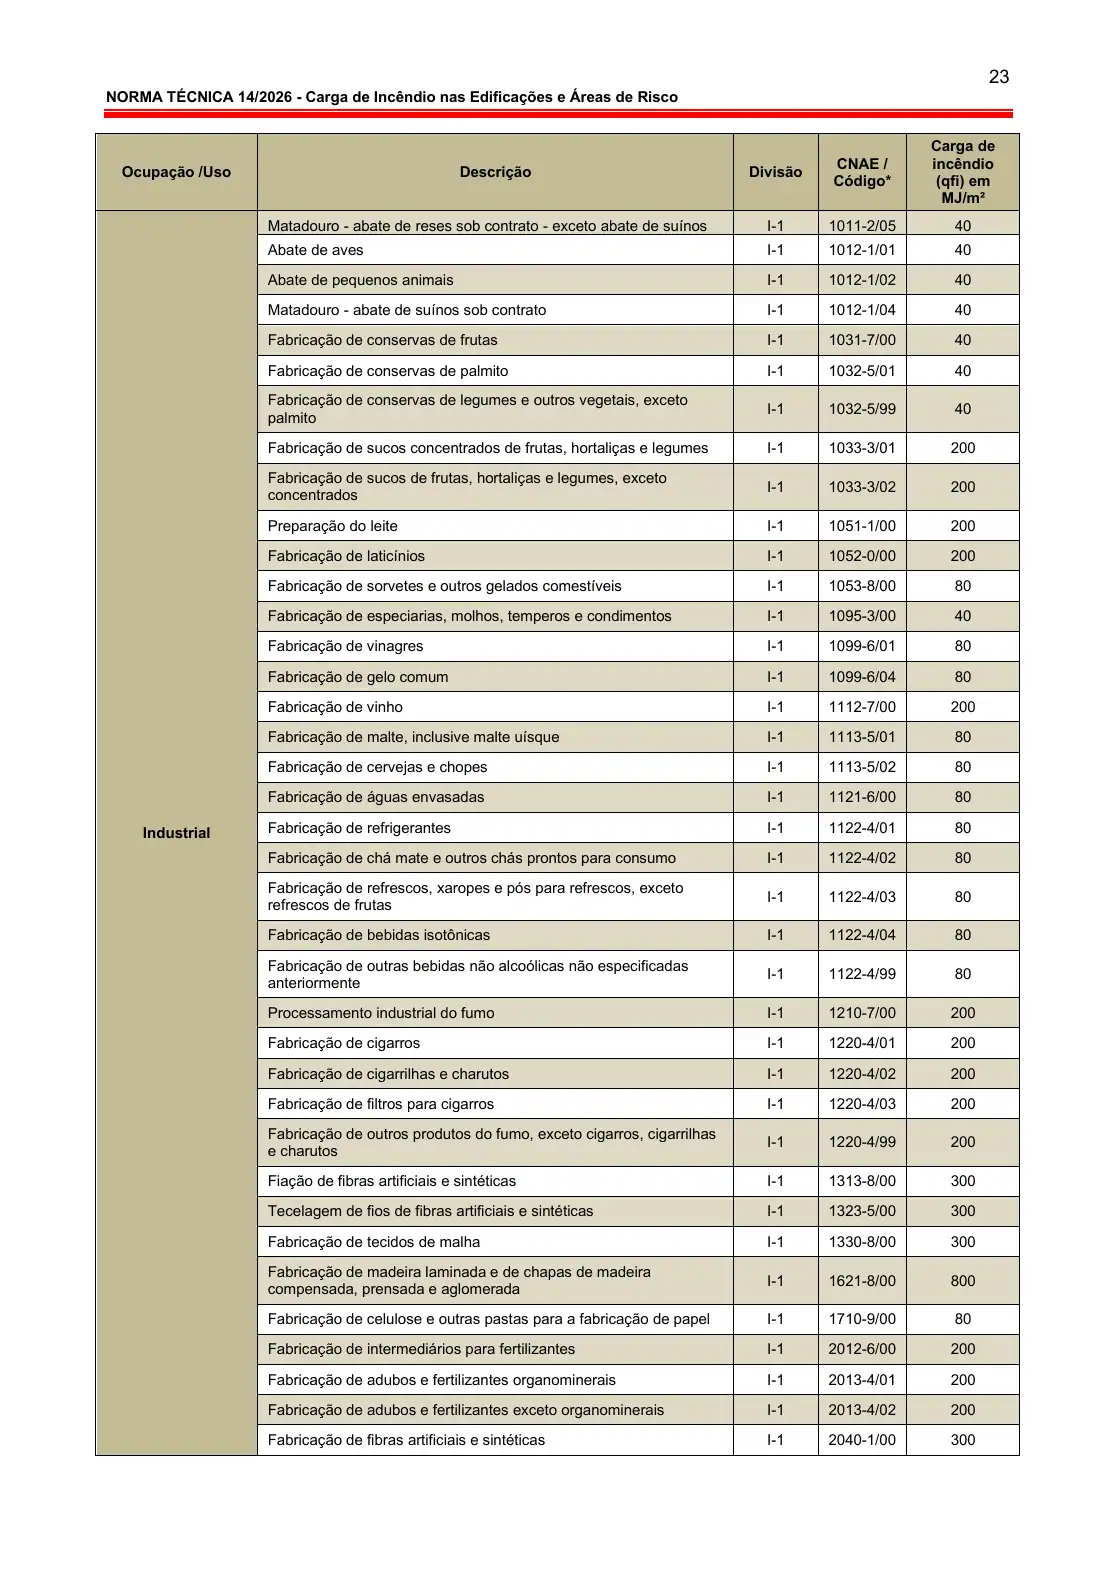 23
NORMA TÉCNICA 14/2026 - Carga de Incêndio nas Edificações e Áreas de Risco
Ocupação /Uso Descrição Divisão CNAE / Código* Carga de incêndio (qfi) em MJ/m²
Industrial
Matadouro - abate de reses sob contrato - exceto abate de suínos I-1 1011-2/05 40
Abate de aves I-1 1012-1/01 40
Abate de pequenos animais I-1 1012-1/02 40
Matadouro - abate de suínos sob contrato I-1 1012-1/04 40
Fabricação de conservas de frutas I-1 1031-7/00 40
Fabricação de conservas de palmito I-1 1032-5/01 40
Fabricação de conservas de legumes e outros vegetais, exceto
palmito I-1 1032-5/99 40
Fabricação de sucos concentrados de frutas, hortaliças e legumes I-1 1033-3/01 200
Fabricação de sucos de frutas, hortaliças e legumes, exceto
concentrados I-1 1033-3/02 200
Preparação do leite I-1 1051-1/00 200
Fabricação de laticínios I-1 1052-0/00 200
Fabricação de sorvetes e outros gelados comestíveis I-1 1053-8/00 80
Fabricação de especiarias, molhos, temperos e condimentos I-1 1095-3/00 40
Fabricação de vinagres I-1 1099-6/01 80
Fabricação de gelo comum I-1 1099-6/04 80
Fabricação de vinho I-1 1112-7/00 200
Fabricação de malte, inclusive malte uísque I-1 1113-5/01 80
Fabricação de cervejas e chopes I-1 1113-5/02 80
Fabricação de águas envasadas I-1 1121-6/00 80
Fabricação de refrigerantes I-1 1122-4/01 80
Fabricação de chá mate e outros chás prontos para consumo I-1 1122-4/02 80
Fabricação de refrescos, xaropes e pós para refrescos, exceto
refrescos de frutas I-1 1122-4/03 80
Fabricação de bebidas isotônicas I-1 1122-4/04 80
Fabricação de outras bebidas não alcoólicas não especificadas
anteriormente I-1 1122-4/99 80
Processamento industrial do fumo I-1 1210-7/00 200
Fabricação de cigarros I-1 1220-4/01 200
Fabricação de cigarrilhas e charutos I-1 1220-4/02 200
Fabricação de filtros para cigarros I-1 1220-4/03 200
Fabricação de outros produtos do fumo, exceto cigarros, cigarrilhas
e charutos I-1 1220-4/99 200
Fiação de fibras artificiais e sintéticas I-1 1313-8/00 300
Tecelagem de fios de fibras artificiais e sintéticas I-1 1323-5/00 300
Fabricação de tecidos de malha I-1 1330-8/00 300
Fabricação de madeira laminada e de chapas de madeira
compensada, prensada e aglomerada I-1 1621-8/00 800
Fabricação de celulose e outras pastas para a fabricação de papel I-1 1710-9/00 80
Fabricação de intermediários para fertilizantes I-1 2012-6/00 200
Fabricação de adubos e fertilizantes organominerais I-1 2013-4/01 200
Fabricação de adubos e fertilizantes exceto organominerais I-1 2013-4/02 200
Fabricação de fibras artificiais e sintéticas I-1 2040-1/00 300